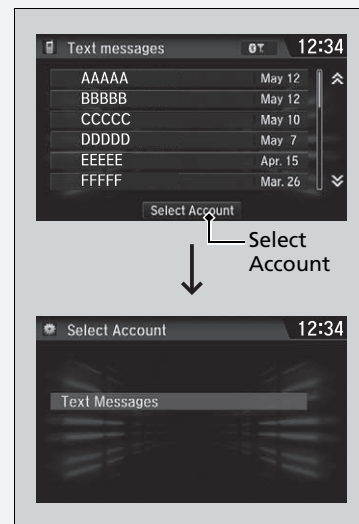 Text messages 12:34
AAAAA May 12
BBBBB May 12
CCCCC May 10
DDDDD May 7
EEEEE Apr. 15
FFFFF Mar. 26
Select Account
Select
Account
Select Account 12:34
Text Messages